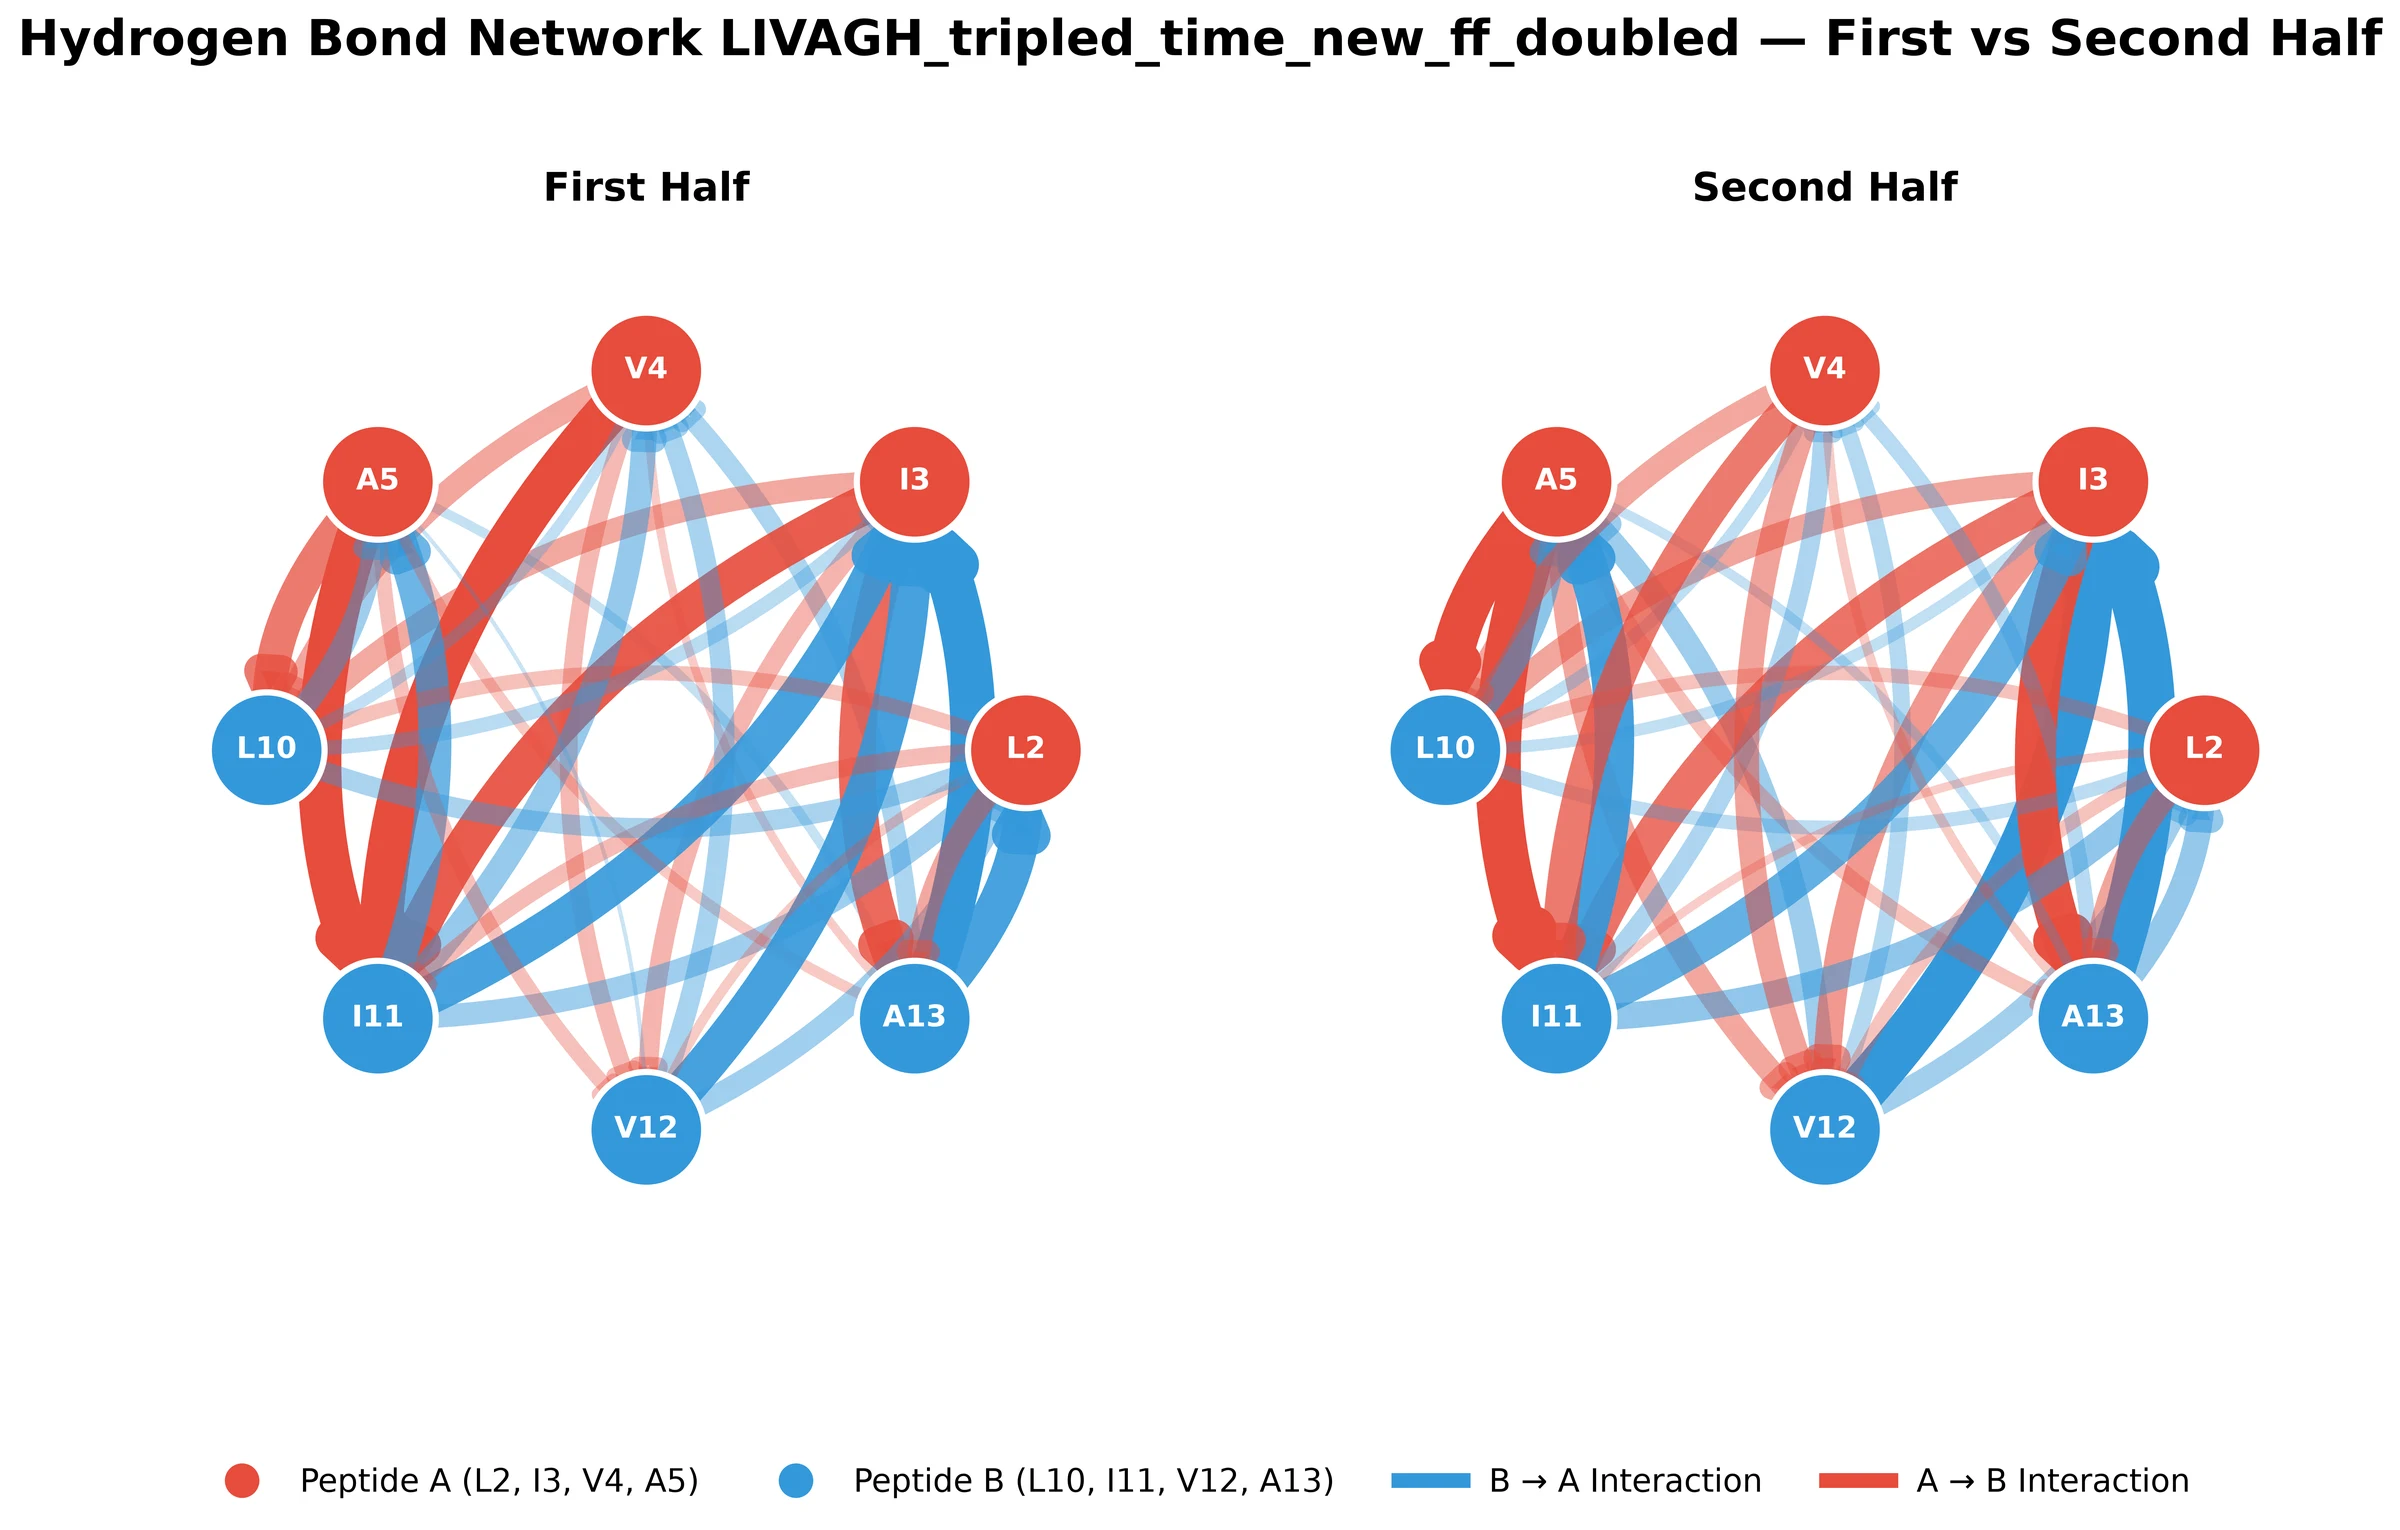 Hydrogen Bond Network LIVAGH_tripled_time_new_ff_doubled — First vs Second Half
First Half
Second Half
V4
A5
I3
L10
L2
I11
A13
V12
V4
A5
I3
L10
L2
I11
A13
V12
Peptide A (L2, I3, V4, A5)
Peptide B (L10, I11, V12, A13)
B → A Interaction
A → B Interaction